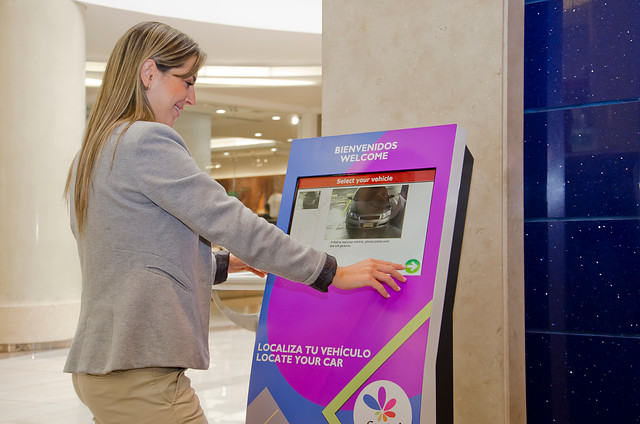 BIENVENIDOS
WELCOME
Select your vehicle
LOCALIZA TU VEHÍCULO
LOCATE YOUR CAR